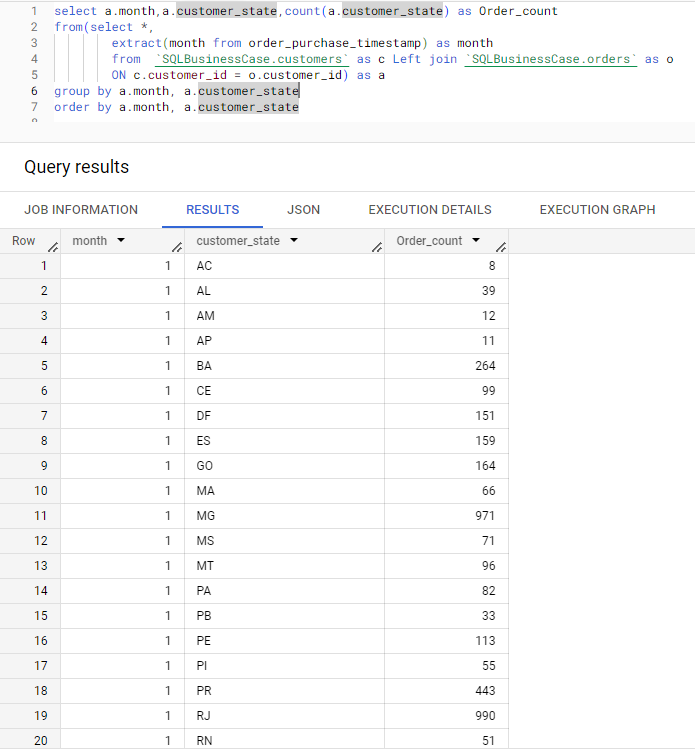 1 select a.month,a.customer_state,count(a.customer_state) as Order_count
2 from(select *,
3 extract(month from order_purchase_timestamp) as month
4 from `SQLBusinessCase.customers` as c Left join `SQLBusinessCase.orders` as o
5 ON c.customer_id = o.customer_id) as a
6 group by a.month, a.customer_state
7 order by a.month, a.customer_state
Query results
JOB INFORMATION RESULTS JSON EXECUTION DETAILS EXECUTION GRAPH
Row month customer_state Order_count
1 1 AC 8
2 1 AL 39
3 1 AM 12
4 1 AP 11
5 1 BA 264
6 1 CE 99
7 1 DF 151
8 1 ES 159
9 1 GO 164
10 1 MA 66
11 1 MG 971
12 1 MS 71
13 1 MT 96
14 1 PA 82
15 1 PB 33
16 1 PE 113
17 1 PI 55
18 1 PR 443
19 1 RJ 990
20 1 RN 51